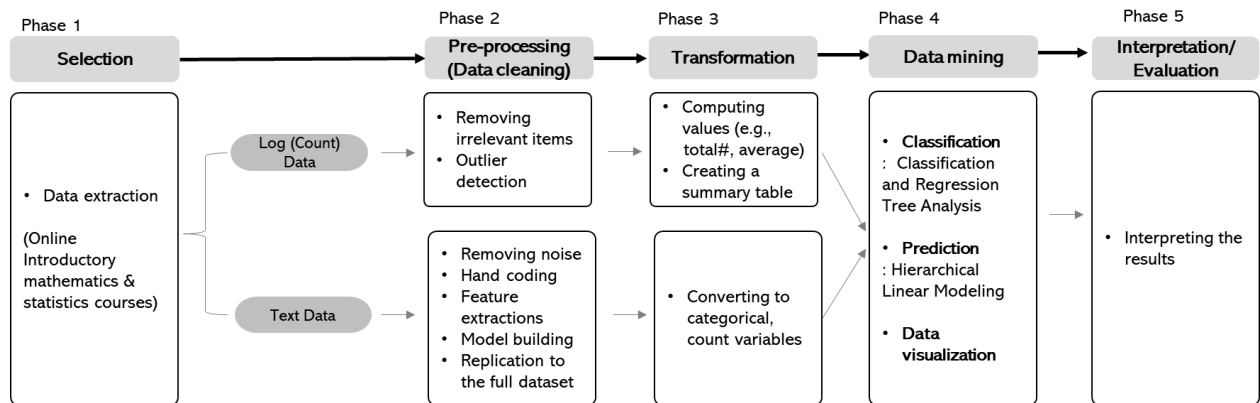 Phase 1
Selection
Phase 2
Pre-processing
(Data cleaning)
Phase 3
Transformation
Phase 4
Data mining
Phase 5
Interpretation/
Evaluation
• Data extraction
(Online
Introductory
mathematics &
statistics courses)
Log (Count)
Data
Text Data
• Removing
irrelevant items
• Outlier
detection
• Removing noise
• Hand coding
• Feature
extractions
• Model building
• Replication to
the full dataset
• Computing
values (e.g.,
total#, average)
• Creating a
summary table
• Converting to
categorical,
count variables
• Classification
: Classification
and Regression
Tree Analysis
• Prediction
: Hierarchical
Linear Modeling
• Data
visualization
• Interpreting the
results